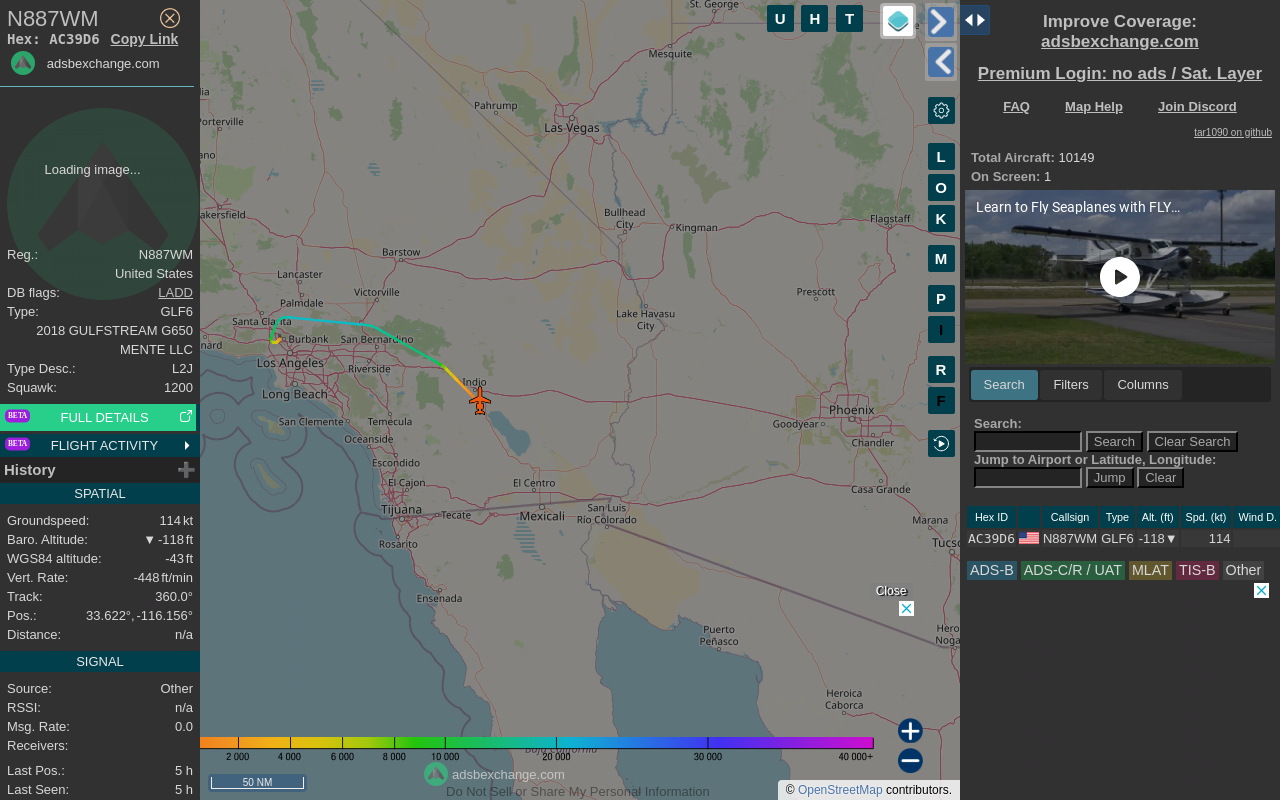 N887WM
Hex: AC39D6 Copy Link
adsbexchange.com
Loading image...
Reg.: N887WM
United States
DB flags: LADD
Type: GLF6
2018 GULFSTREAM G650
MENTE LLC
Type Desc.: L2J
Squawk: 1200
BETA FULL DETAILS
BETA FLIGHT ACTIVITY
History
SPATIAL
Groundspeed: 114 kt
Baro. Altitude: ▼ -118 ft
WGS84 altitude: -43 ft
Vert. Rate: -448 ft/min
Track: 360.0°
Pos.: 33.622°, -116.156°
Distance: n/a
SIGNAL
Source: Other
RSSI: n/a
Msg. Rate: 0.0
Receivers:
Last Pos.: 5 h
Last Seen: 5 h
St. George
U H T
Mesquite
Pahrump
Porterville
Las Vegas
L
O
K
M
P
I
R
F
Bullhead
City
Kingman
Flagstaff
akersfield
Barstow
Lancaster
Victorville
Palmdale
Prescott
Santa Clarita
Lake Havasu
City
nard
Burbank
San Bernardino
Los Angeles
Riverside
Indio
Long Beach
Phoenix
San Clemente
Temecula
Goodyear
Oceanside
Chandler
Escondido
El Cajon
El Centro
Casa Grande
Tijuana
Tecate
Mexicali
San Luis
Río Colorado
Marana
Rosarito
Tucso
Close
Ensenada
Puerto
Peñasco
Hero
Noga
Heroica
Caborca
Baja California
2 000 4 000 6 000 8 000 10 000 20 000 30 000 40 000+
50 NM
adsbexchange.com
Do Not Sell or Share My Personal Information
© OpenStreetMap contributors.
Improve Coverage:
adsbexchange.com
Premium Login: no ads / Sat. Layer
FAQ Map Help Join Discord
tar1090 on github
Total Aircraft: 10149
On Screen: 1
Learn to Fly Seaplanes with FLY...
Search Filters Columns
Search:
Search Clear Search
Jump to Airport or Latitude, Longitude:
Jump Clear
Hex ID Callsign Type Alt. (ft) Spd. (kt) Wind D.
AC39D6 N887WM GLF6 -118▼ 114
ADS-B ADS-C/R / UAT MLAT TIS-B Other